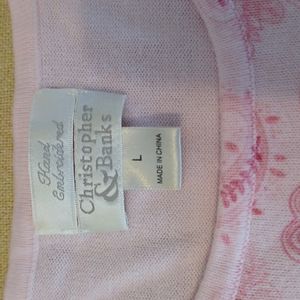 Hand
Embroidered
Christopher
& Banks
L
MADE IN CHINA